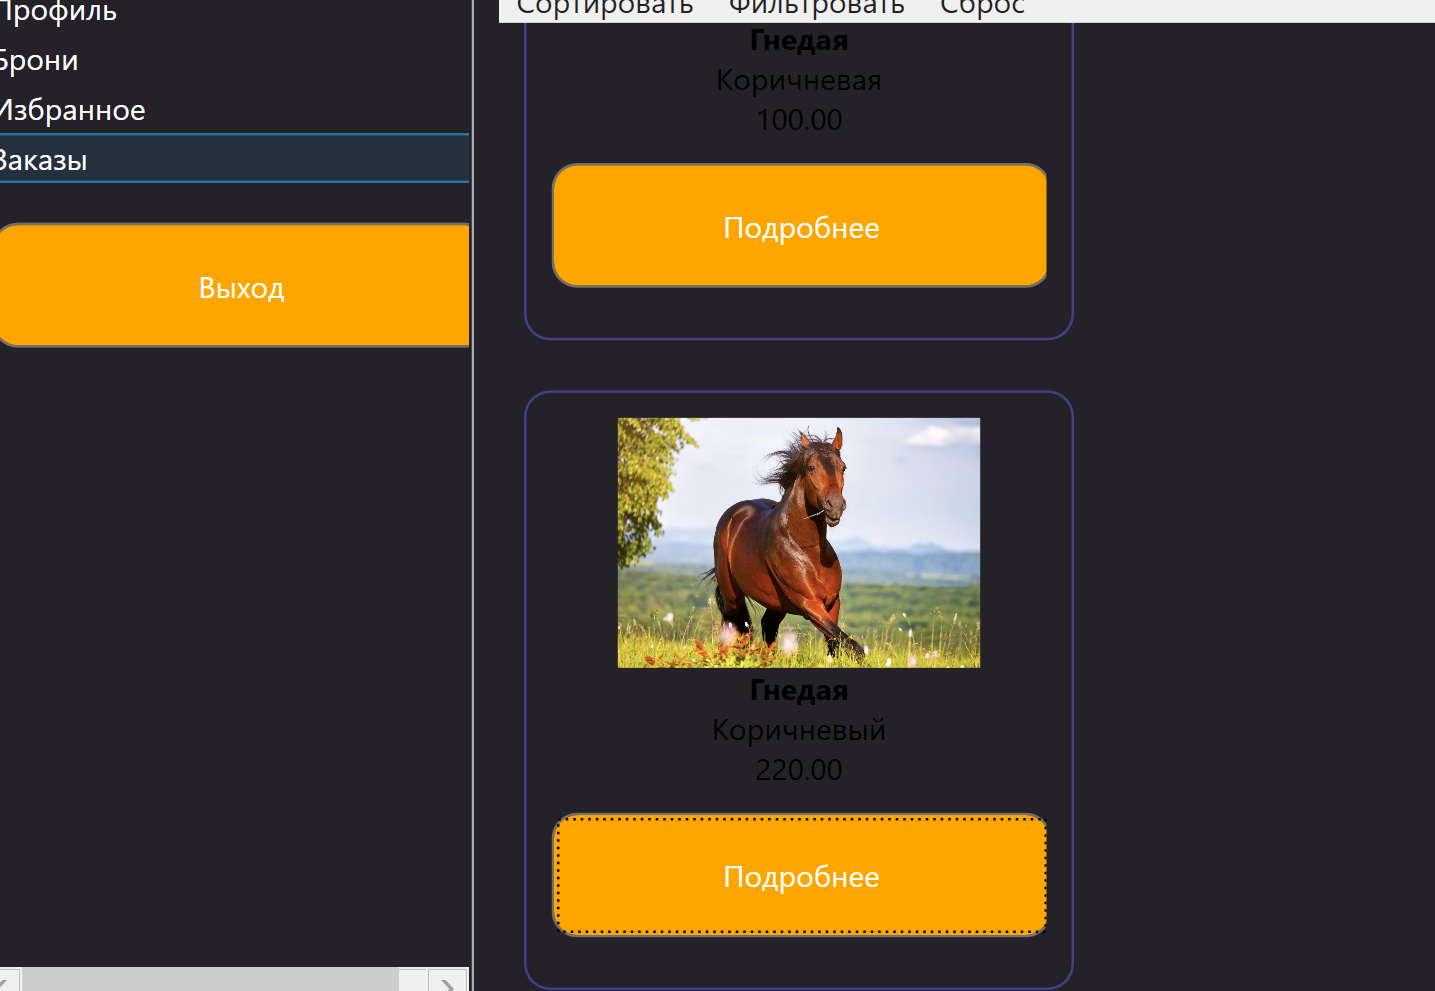 Профиль
Брони
Избранное
Заказы
Выход
Сортировать Фильтровать Сброс
Гнедая
Коричневая
100.00
Подробнее
Гнедая
Коричневый
220.00
Подробнее